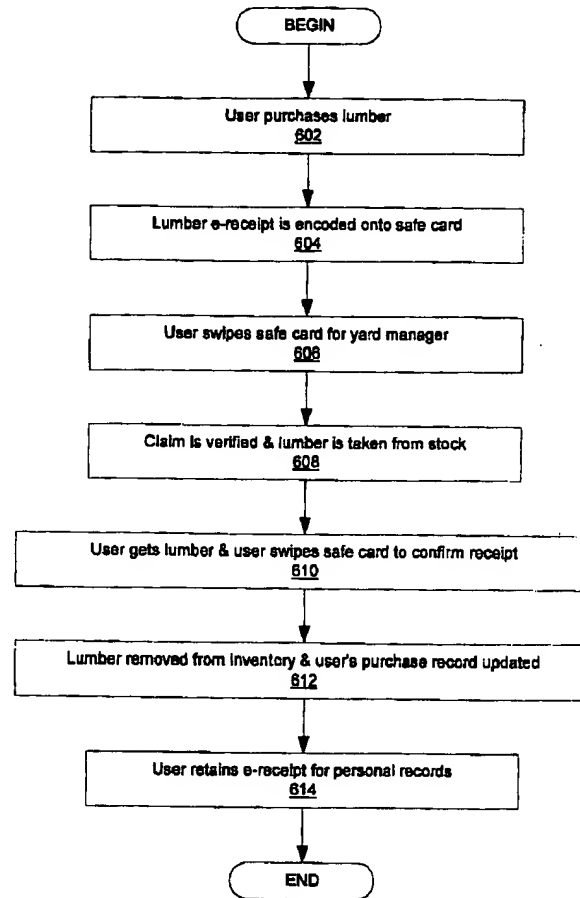 BEGIN
User purchases lumber
602
Lumber e-receipt is encoded onto safe card
604
User swipes safe card for yard manager
606
Claim is verified & lumber is taken from stock
608
User gets lumber & user swipes safe card to confirm receipt
610
Lumber removed from inventory & user's purchase record updated
612
User retains e-receipt for personal records
614
END